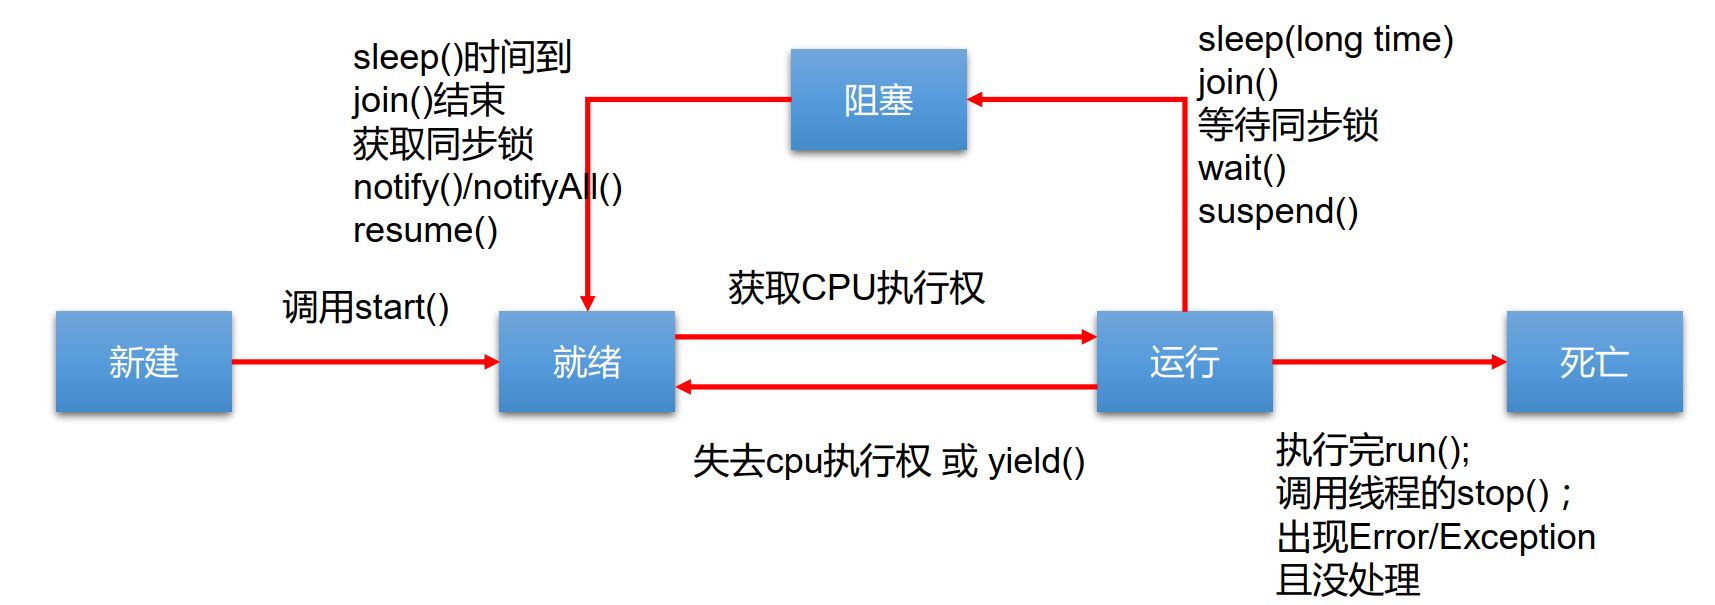 sleep()时间到
join()结束
获取同步锁
notify()/notifyAll()
resume()
阻塞
sleep(long time)
join()
等待同步锁
wait()
suspend()
调用start()
获取CPU执行权
新建
就绪
运行
死亡
失去cpu执行权 或 yield()
执行完run();
调用线程的stop()；
出现Error/Exception
且没处理